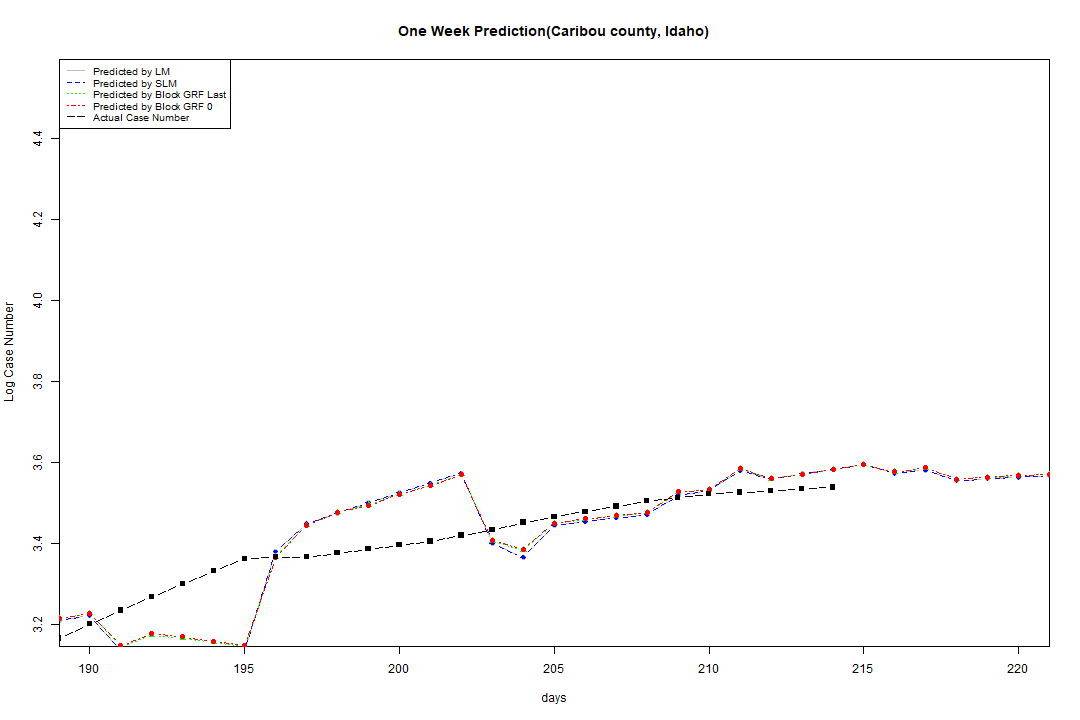 One Week Prediction(Caribou county, Idaho)
Predicted by LM
Predicted by SLM
Predicted by Block GRF Last
Predicted by Block GRF 0
Actual Case Number
4.4
4.2
4.0
3.8
3.6
3.4
3.2
Log Case Number
190 195 200 205 210 215 220
days